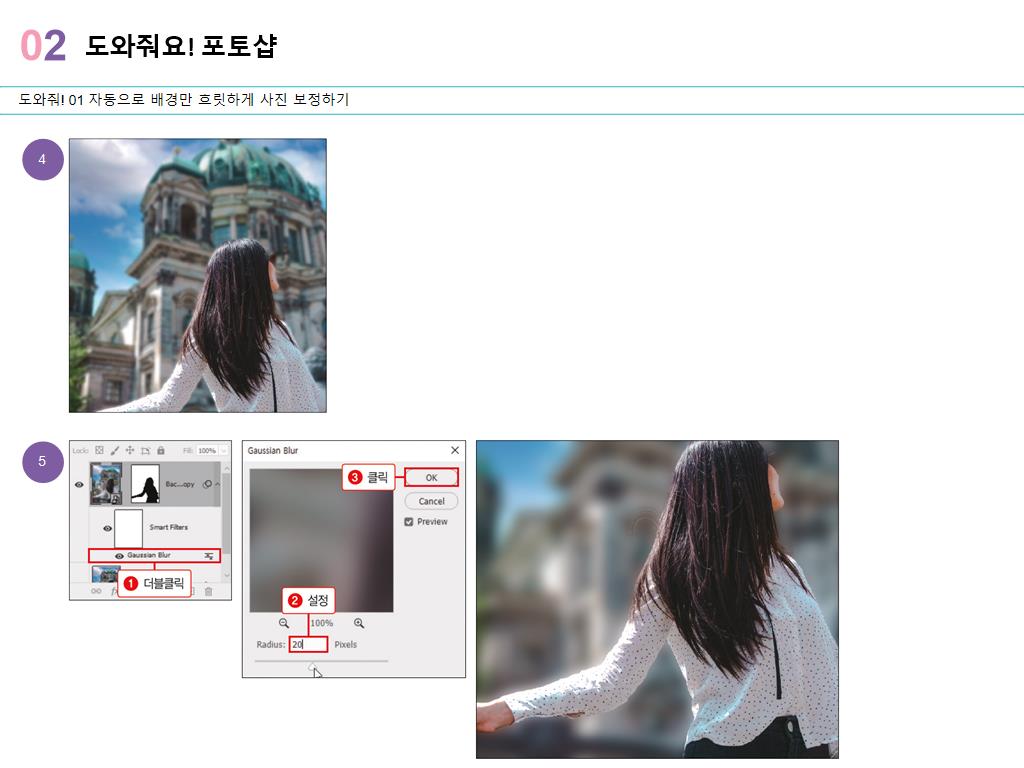 02 도와줘요! 포토샵
도와줘! 01 자동으로 배경만 흐릿하게 사진 보정하기
4
5
Lock:
Fill: 100%
Bac...opy
Smart Filters
Gaussian Blur
1 더블클릭
Gaussian Blur
3 클릭
OK
Cancel
Preview
2 설정
100%
Radius: 20 Pixels